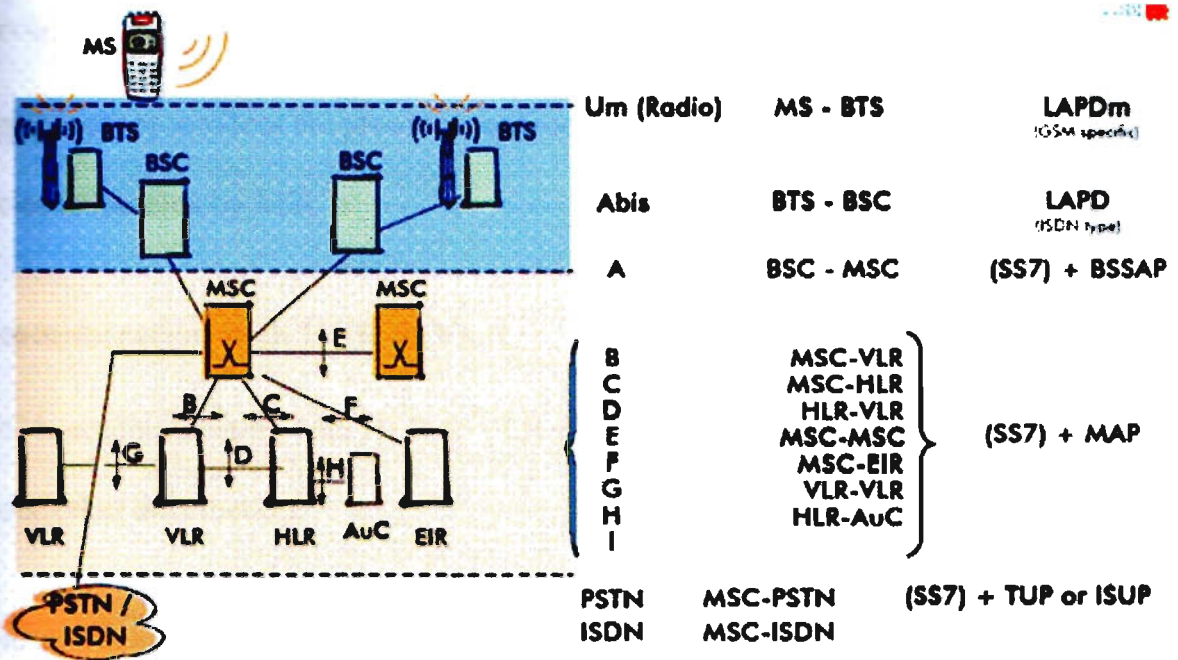 MS
Um (Radio) MS - BTS LAPDm
(GSM specific)
BTS BTS
BSC BSC
Abis BTS - BSC LAPD
(ISDN type)
A BSC - MSC (SS7) + BSSAP
MSC MSC
E
B C F
G D H
VLR VLR HLR AuC EIR
B MSC-VLR
C MSC-HLR
D HLR-VLR
E MSC-MSC (SS7) + MAP
F MSC-EIR
G VLR-VLR
H HLR-AuC
I
PSTN / ISDN
PSTN MSC-PSTN (SS7) + TUP or ISUP
ISDN MSC-ISDN